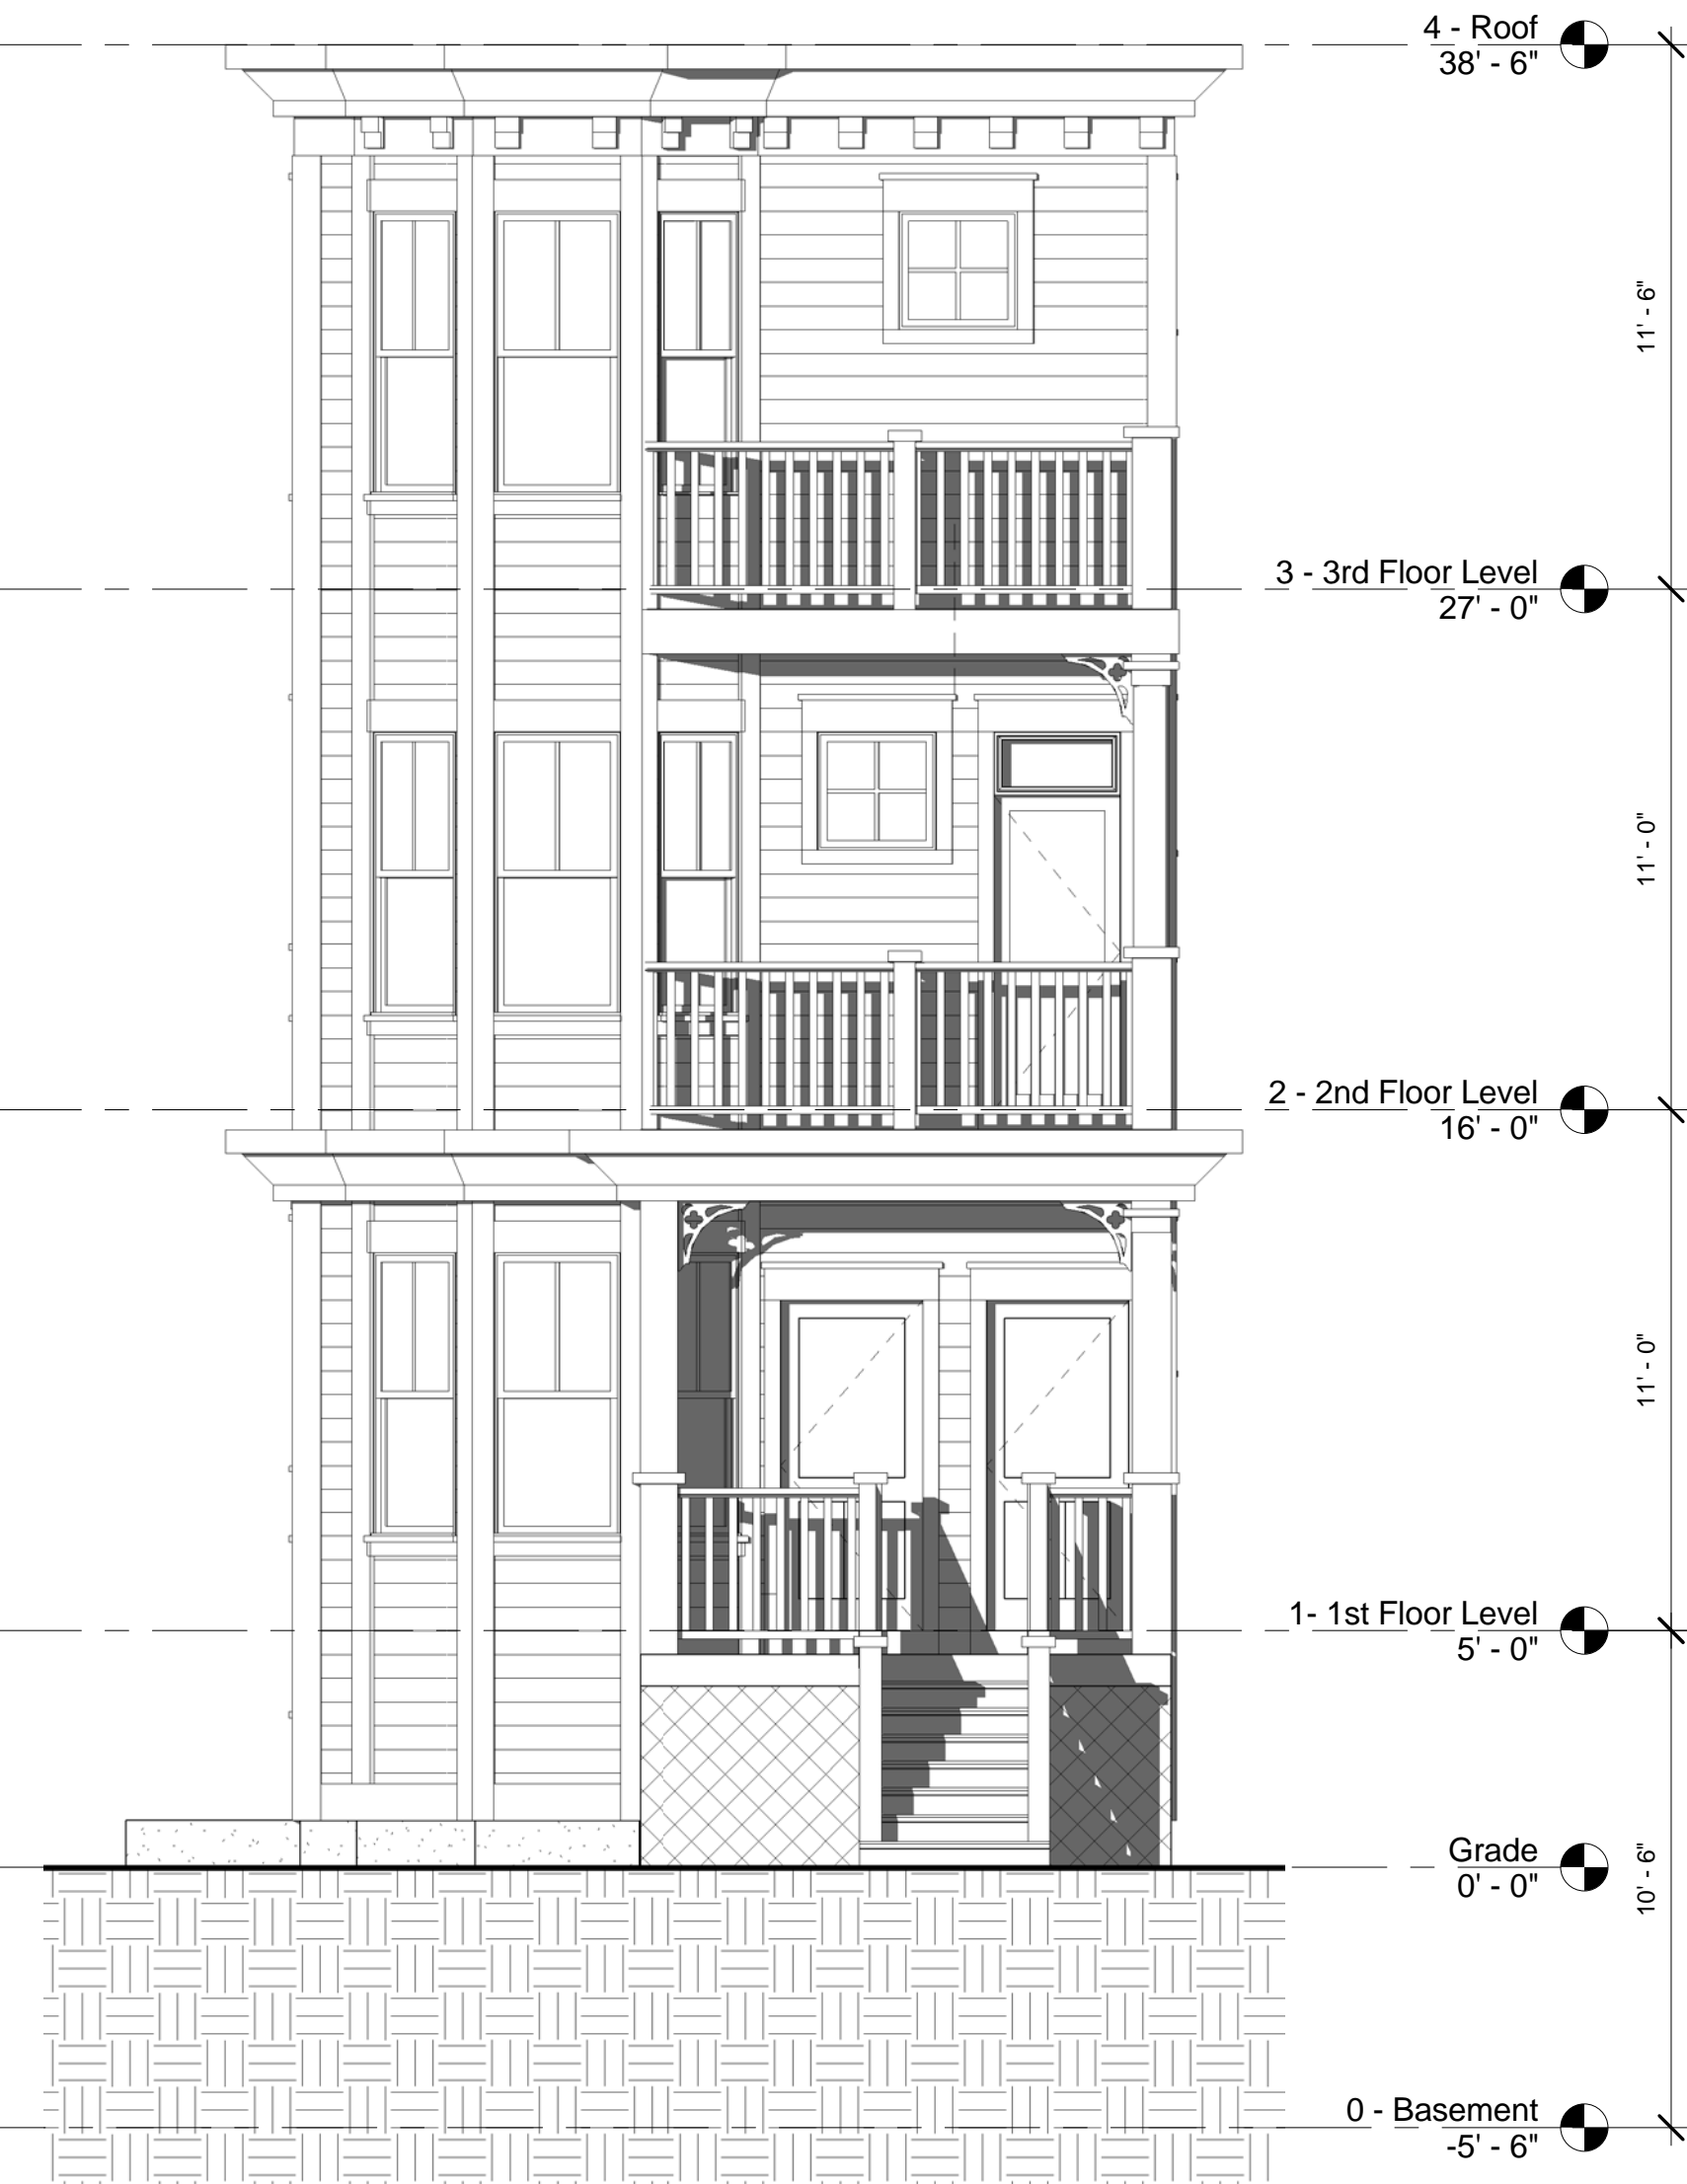 4 - Roof
38' - 6"
11' - 6"
3 - 3rd Floor Level
27' - 0"
11' - 0"
2 - 2nd Floor Level
16' - 0"
11' - 0"
1- 1st Floor Level
5' - 0"
Grade
0' - 0"
10' - 6"
0 - Basement
-5' - 6"